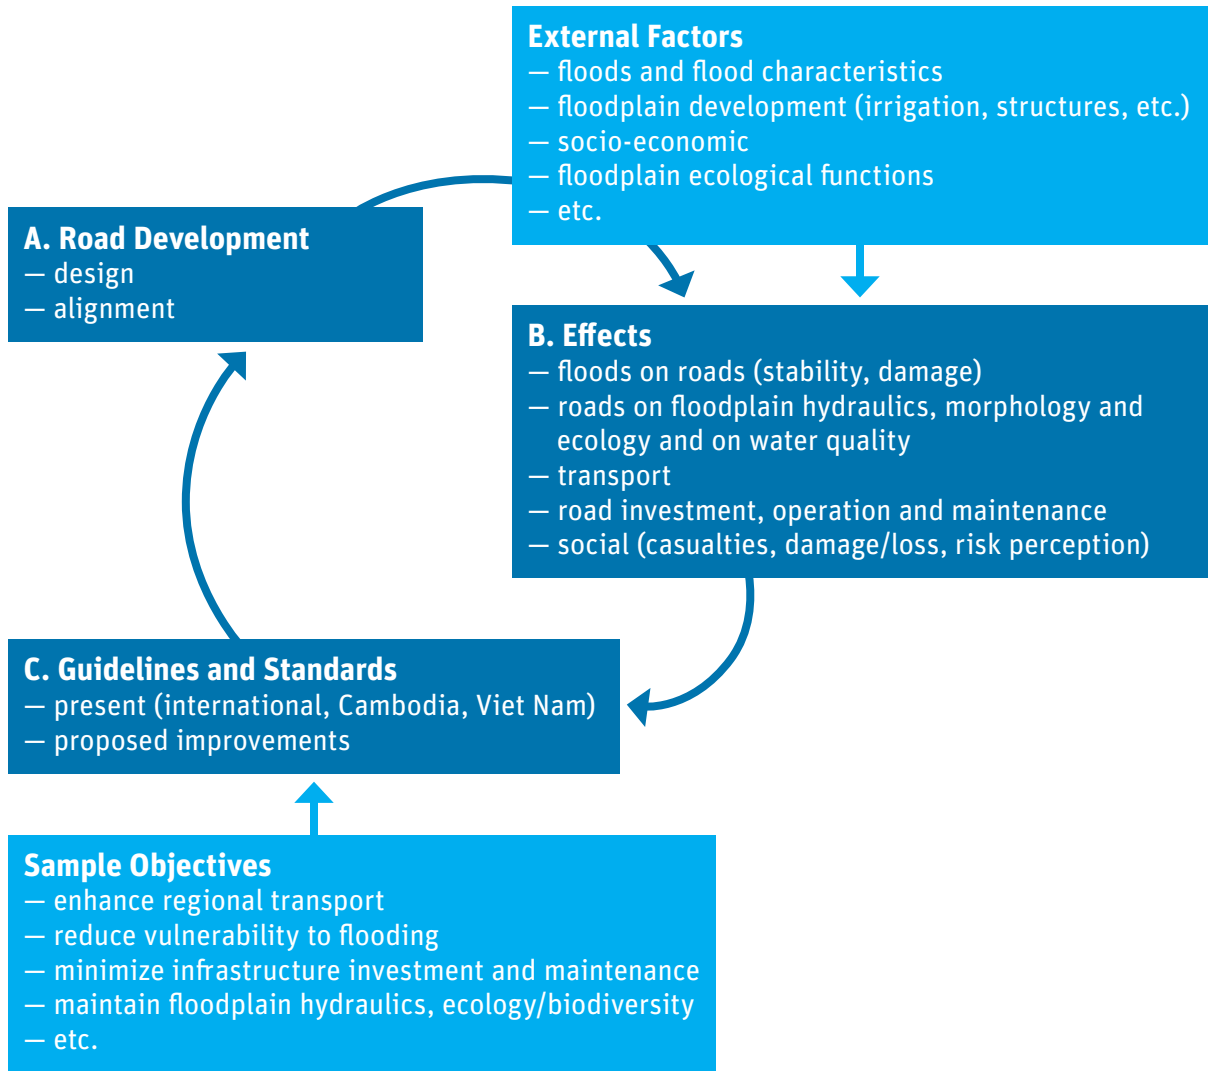 External Factors
— floods and flood characteristics
— floodplain development (irrigation, structures, etc.)
— socio-economic
— floodplain ecological functions
— etc.
A. Road Development
— design
— alignment
B. Effects
— floods on roads (stability, damage)
— roads on floodplain hydraulics, morphology and
ecology and on water quality
— transport
— road investment, operation and maintenance
— social (casualties, damage/loss, risk perception)
C. Guidelines and Standards
— present (international, Cambodia, Viet Nam)
— proposed improvements
Sample Objectives
— enhance regional transport
— reduce vulnerability to flooding
— minimize infrastructure investment and maintenance
— maintain floodplain hydraulics, ecology/biodiversity
— etc.